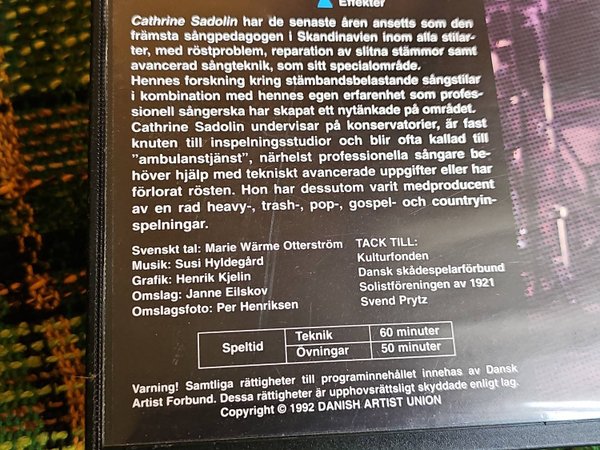 Effekter
Cathrine Sadolin har de senaste åren ansetts som den
främsta sångpedagogen i Skandinavien inom alla stilar-
ter, med röstproblem, reparation av slitna stämmor samt
avancerad sångteknik, som sitt specialområde.
Hennes forskning kring stämbandsbelastande sångstilar
i kombination med hennes egen erfarenhet som profes-
sionell sångerska har skapat ett nytänkade på området.
Cathrine Sadolin undervisar på konservatorier, är fast
knuten till inspelningsstudior och blir ofta kallad till
"ambulanstjänst", närhelst professionella sångare be-
höver hjälp med tekniskt avancerade uppgifter eller har
förlorat rösten. Hon har dessutom varit medproducent
av en rad heavy-, trash-, pop-, gospel- och countryin-
spelningar.
Svenskt tal: Marie Wärme Otterström
Musik: Susi Hyldegård
Grafik: Henrik Kjelin
Omslag: Janne Eilskov
Omslagsfoto: Per Henriksen
TACK TILL:
Kulturfonden
Dansk skådespelarförbund
Solistföreningen av 1921
Svend Prytz
Speltid
Teknik 60 minuter
Övningar 50 minuter
Varning! Samtliga rättigheter till programinnehållet innehas av Dansk
Artist Forbund. Dessa rättigheter är upphovsrättsligt skyddade enligt lag.
Copyright © 1992 DANISH ARTIST UNION